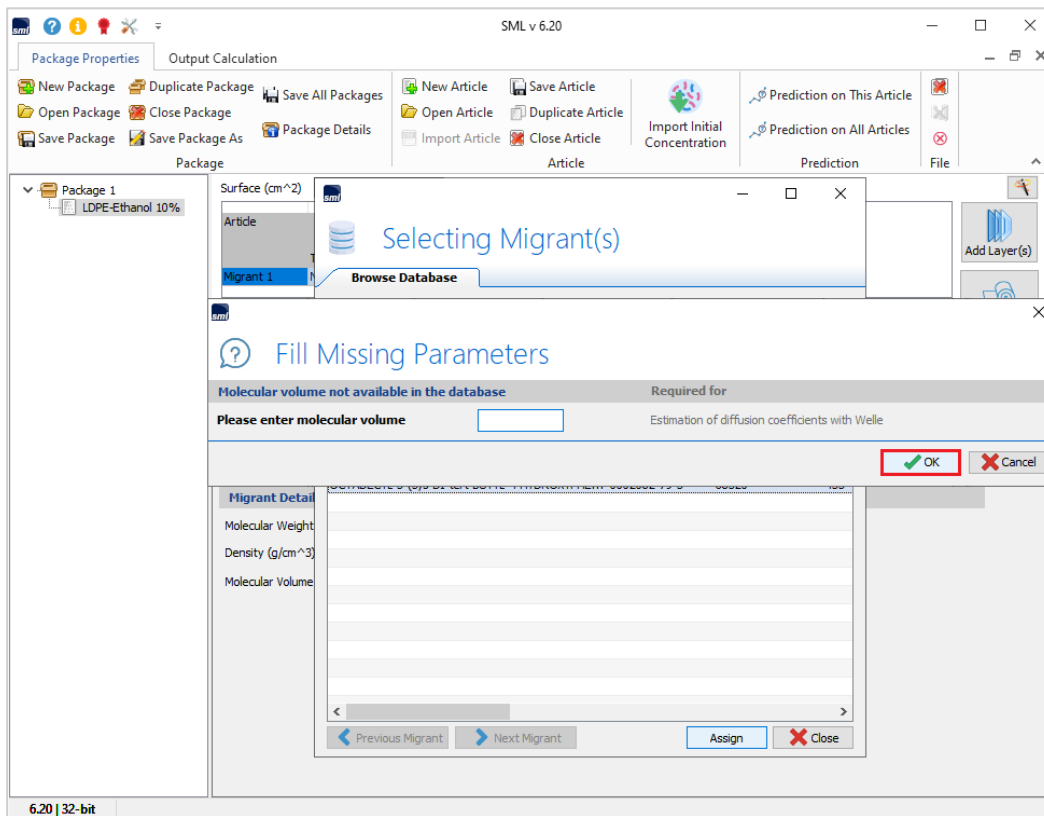 sml
SML v 6.20
Package Properties
Output Calculation
New Package
Duplicate Package
Save All Packages
Open Package
Close Package
Package Details
Save Package
Save Package As
Package
New Article
Save Article
Open Article
Duplicate Article
Import Article
Close Article
Import Initial
Concentration
Article
Prediction on This Article
Prediction on All Articles
Prediction
File
Package 1
LDPE-Ethanol 10%
Surface (cm^2)
Article
Migrant 1
Add Layer(s)
sml
Selecting Migrant(s)
Browse Database
sml
Fill Missing Parameters
Molecular volume not available in the database
Required for
Please enter molecular volume
Estimation of diffusion coefficients with Welle
OK
Cancel
Migrant Detail
Molecular Weight
Density (g/cm^3)
Molecular Volume
Previous Migrant
Next Migrant
Assign
Close
6.20 | 32-bit